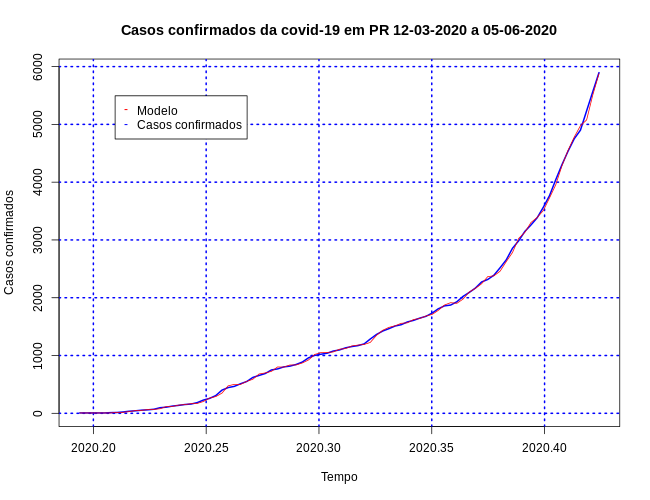 Casos confirmados da covid-19 em PR 12-03-2020 a 05-06-2020
6000
5000
4000
3000
2000
1000
0
Casos confirmados
Modelo
Casos confirmados
2020.20 2020.25 2020.30 2020.35 2020.40
Tempo